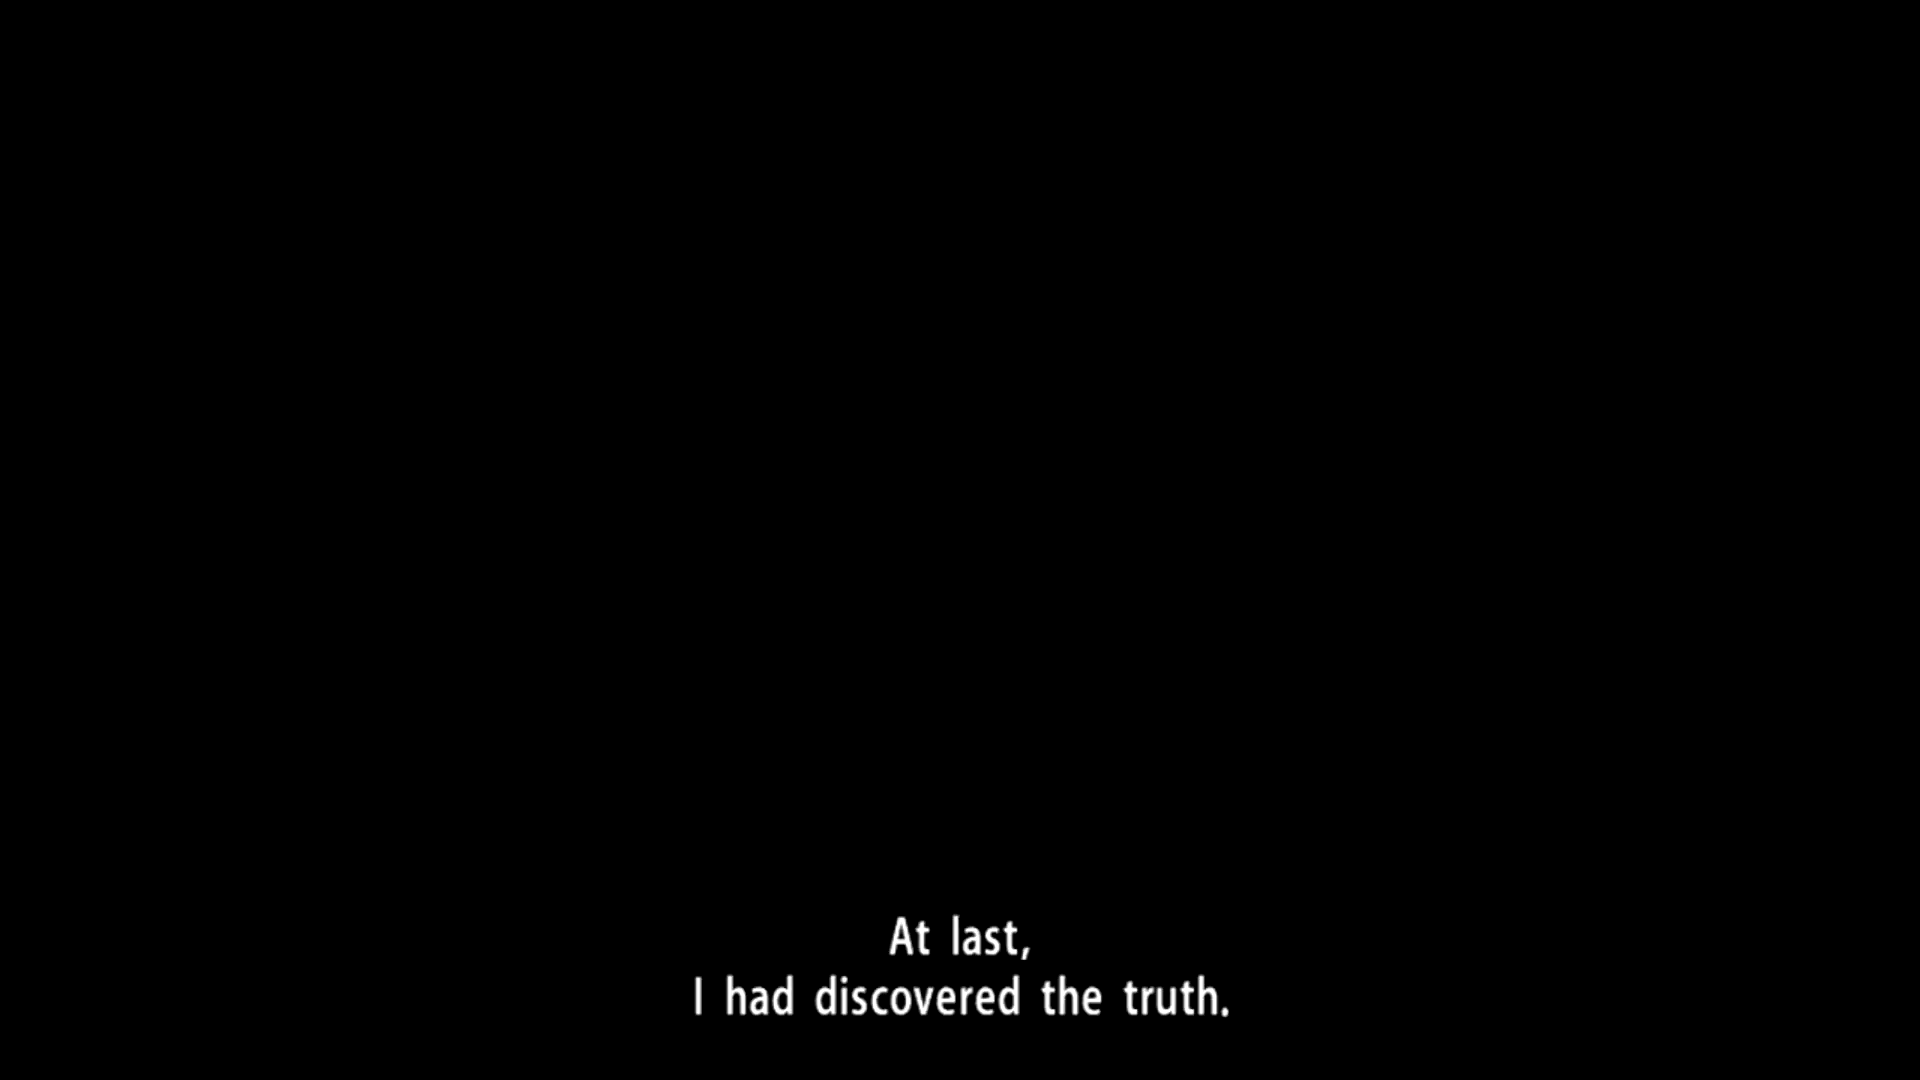 At last,
I had discovered the truth.